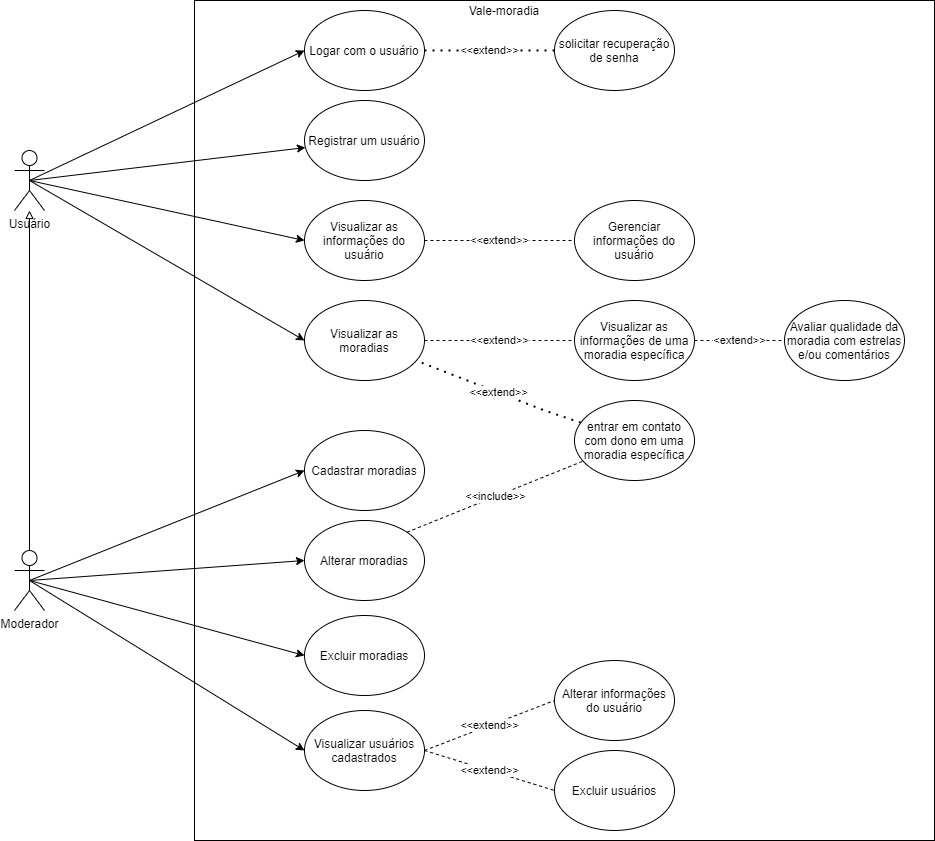 Vale-moradia
Logar com o usuário
<<extend>>
solicitar recuperação
de senha
Registrar um usuário
Usuário
Visualizar as
informações do
usuário
<<extend>>
Gerenciar
informações do
usuário
Visualizar as
moradias
<<extend>>
Visualizar as
informações de uma
moradia específica
<<extend>>
Avaliar qualidade da
moradia com estrelas
e/ou comentários
<<extend>>
entrar em contato
com dono em uma
moradia específica
Cadastrar moradias
<<include>>
Alterar moradias
Moderador
Excluir moradias
Visualizar usuários
cadastrados
<<extend>>
Alterar informações
do usuário
<<extend>>
Excluir usuários